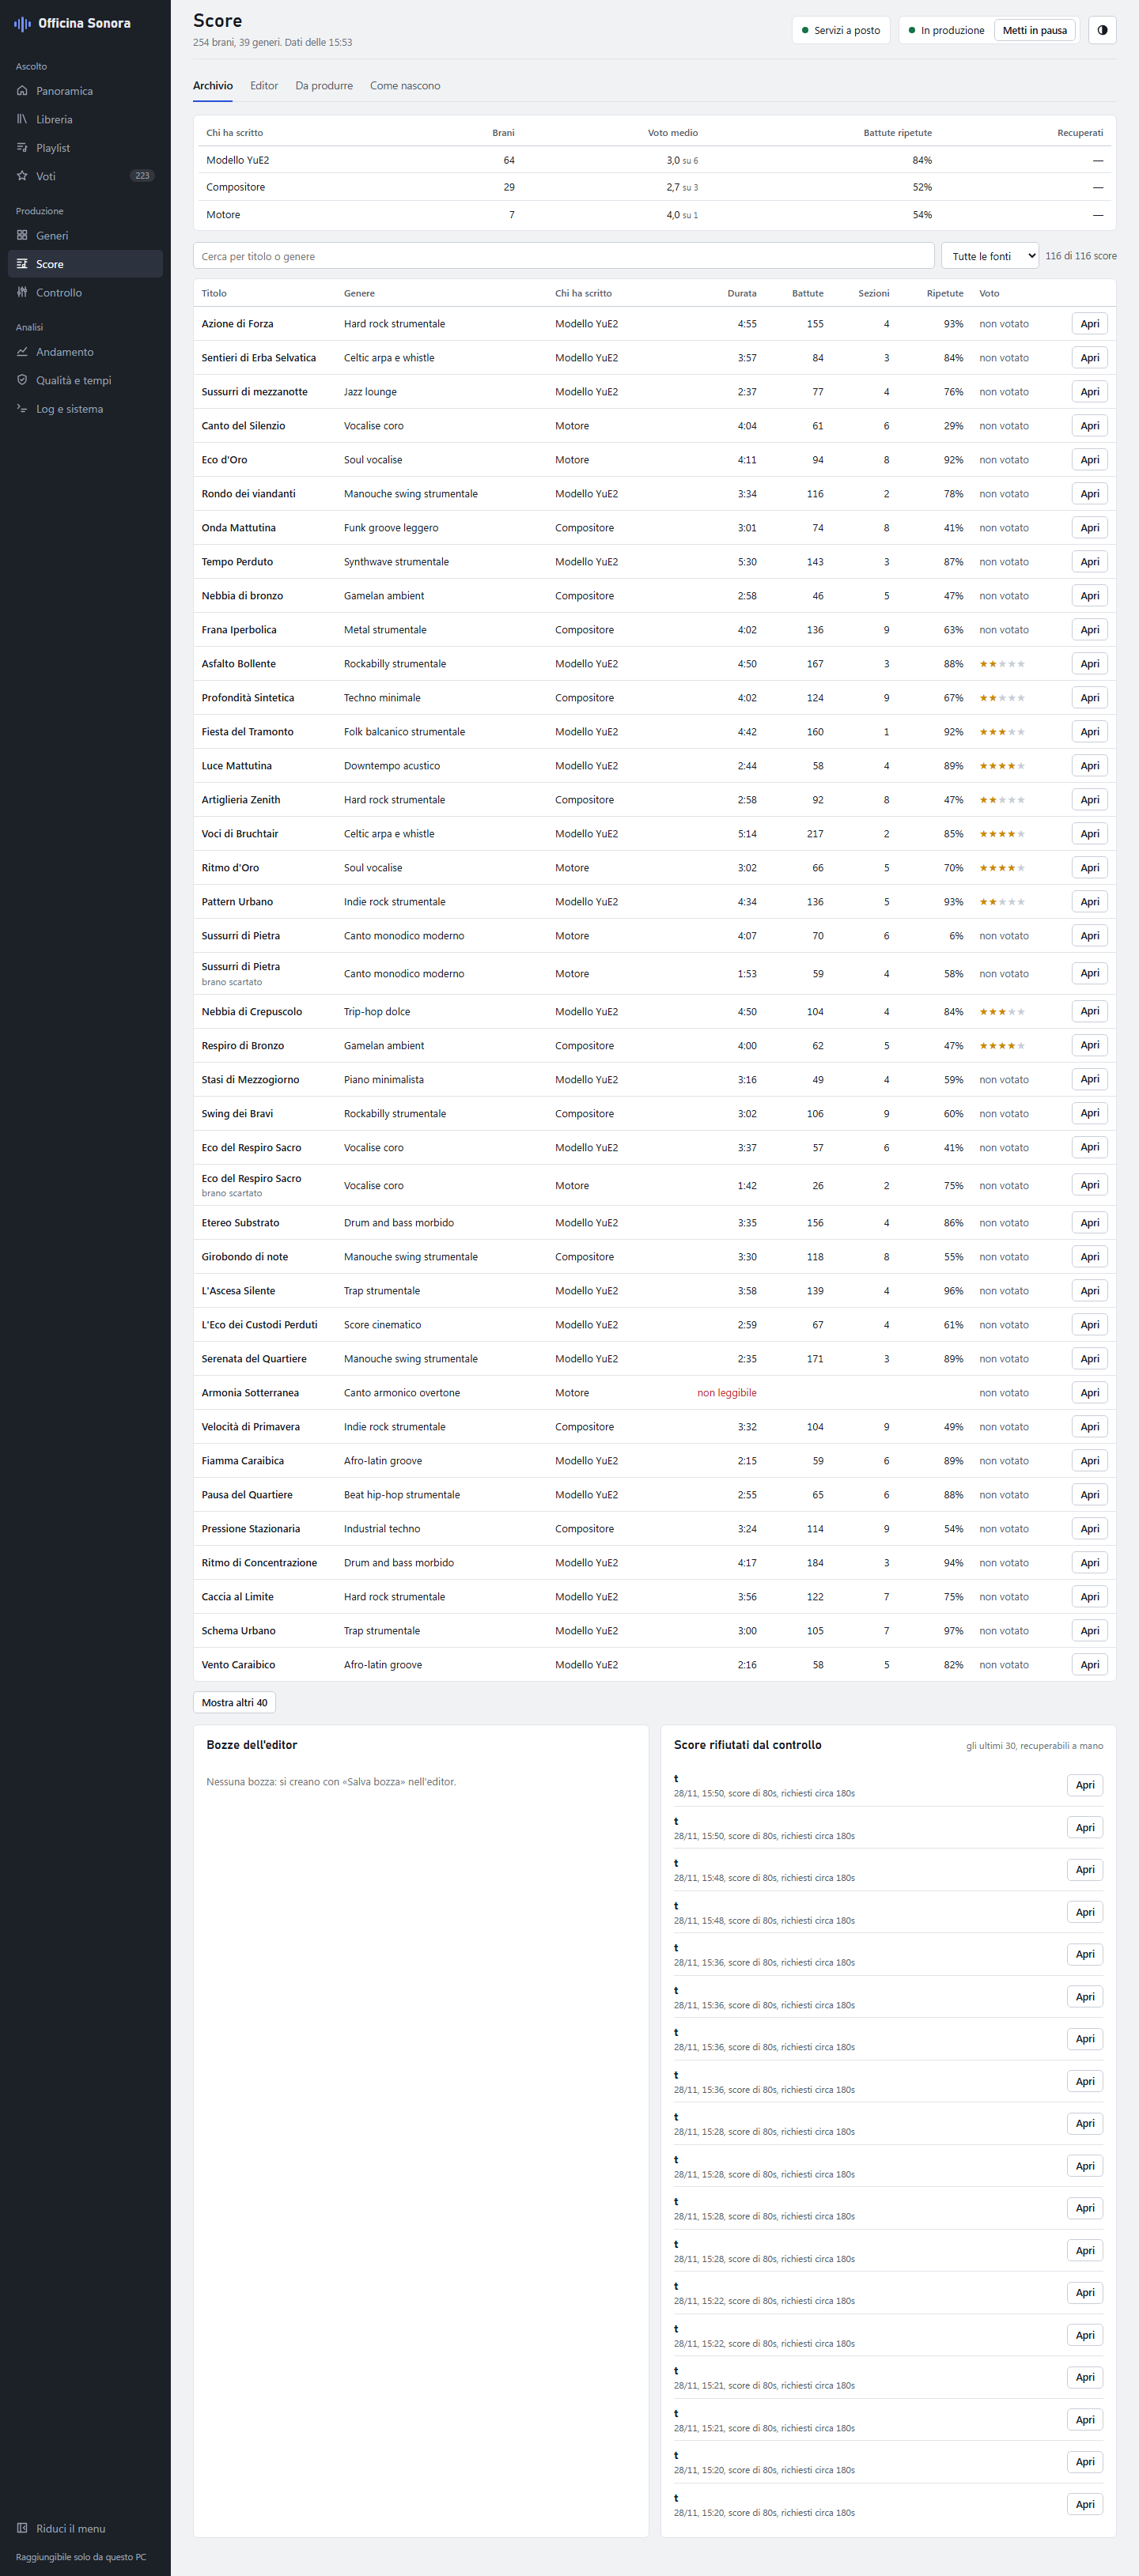 Officina Sonora
Ascolto
Panoramica
Libreria
Playlist
Voti 223
Produzione
Generi
Score
Controllo
Analisi
Andamento
Qualità e tempi
Log e sistema
Riduci il menu
Raggiungibile solo da questo PC
Score
254 brani, 39 generi. Dati delle 15:53
Servizi a posto
In produzione Metti in pausa
Archivio Editor Da produrre Come nascono
Chi ha scritto Brani Voto medio Battute ripetute Recuperati
Modello YuE2 64 3,0 su 6 84% —
Compositore 29 2,7 su 3 52% —
Motore 7 4,0 su 1 54% —
Cerca per titolo o genere Tutte le fonti 116 di 116 score
Titolo Genere Chi ha scritto Durata Battute Sezioni Ripetute Voto
Azione di Forza Hard rock strumentale Modello YuE2 4:55 155 4 93% non votato Apri
Sentieri di Erba Selvatica Celtic arpa e whistle Modello YuE2 3:57 84 3 84% non votato Apri
Sussurri di mezzanotte Jazz lounge Modello YuE2 2:37 77 4 76% non votato Apri
Canto del Silenzio Vocalise coro Motore 4:04 61 6 29% non votato Apri
Eco d'Oro Soul vocalise Motore 4:11 94 8 92% non votato Apri
Rondo dei viandanti Manouche swing strumentale Modello YuE2 3:34 116 2 78% non votato Apri
Onda Mattutina Funk groove leggero Compositore 3:01 74 8 41% non votato Apri
Tempo Perduto Synthwave strumentale Modello YuE2 5:30 143 3 87% non votato Apri
Nebbia di bronzo Gamelan ambient Compositore 2:58 46 5 47% non votato Apri
Frana Iperbolica Metal strumentale Compositore 4:02 136 9 63% non votato Apri
Asfalto Bollente Rockabilly strumentale Modello YuE2 4:50 167 3 88% ★★★★★ Apri
Profondità Sintetica Techno minimale Compositore 4:02 124 9 67% ★★★★★ Apri
Fiesta del Tramonto Folk balcanico strumentale Modello YuE2 4:42 160 1 92% ★★★★★ Apri
Luce Mattutina Downtempo acustico Modello YuE2 2:44 58 4 89% ★★★★★ Apri
Artiglieria Zenith Hard rock strumentale Compositore 2:58 92 8 47% ★★★★★ Apri
Voci di Bruchtair Celtic arpa e whistle Modello YuE2 5:14 217 2 85% ★★★★★ Apri
Ritmo d'Oro Soul vocalise Motore 3:02 66 5 70% ★★★★★ Apri
Pattern Urbano Indie rock strumentale Modello YuE2 4:34 136 5 93% ★★★★★ Apri
Sussurri di Pietra Canto monodico moderno Motore 4:07 70 6 6% non votato Apri
Sussurri di Pietra Canto monodico moderno Motore 1:53 59 4 58% non votato Apri
brano scartato
Nebbia di Crepuscolo Trip-hop dolce Modello YuE2 4:50 104 4 84% ★★★★★ Apri
Respiro di Bronzo Gamelan ambient Compositore 4:00 62 5 47% ★★★★★ Apri
Stasi di Mezzogiorno Piano minimalista Modello YuE2 3:16 49 4 59% non votato Apri
Swing dei Bravi Rockabilly strumentale Compositore 3:02 106 9 60% non votato Apri
Eco del Respiro Sacro Vocalise coro Modello YuE2 3:37 57 6 41% non votato Apri
Eco del Respiro Sacro Vocalise coro Motore 1:42 26 2 75% non votato Apri
brano scartato
Etereo Substrato Drum and bass morbido Modello YuE2 3:35 156 4 86% non votato Apri
Girobondo di note Manouche swing strumentale Compositore 3:30 118 8 55% non votato Apri
L'Ascesa Silente Trap strumentale Modello YuE2 3:58 139 4 96% non votato Apri
L'Eco dei Custodi Perduti Score cinematico Modello YuE2 2:59 67 4 61% non votato Apri
Serenata del Quartiere Manouche swing strumentale Modello YuE2 2:35 171 3 89% non votato Apri
Armonia Sotterranea Canto armonico overtone Motore non leggibile non votato Apri
Velocità di Primavera Indie rock strumentale Compositore 3:32 104 9 49% non votato Apri
Fiamma Caraibica Afro-latin groove Modello YuE2 2:15 59 6 89% non votato Apri
Pausa del Quartiere Beat hip-hop strumentale Modello YuE2 2:55 65 6 88% non votato Apri
Pressione Stazionaria Industrial techno Compositore 3:24 114 9 54% non votato Apri
Ritmo di Concentrazione Drum and bass morbido Modello YuE2 4:17 184 3 94% non votato Apri
Caccia al Limite Hard rock strumentale Modello YuE2 3:56 122 7 75% non votato Apri
Schema Urbano Trap strumentale Modello YuE2 3:00 105 7 97% non votato Apri
Vento Caraibico Afro-latin groove Modello YuE2 2:16 58 5 82% non votato Apri
Mostra altri 40
Bozze dell'editor
Nessuna bozza: si creano con «Salva bozza» nell'editor.
Score rifiutati dal controllo gli ultimi 30, recuperabili a mano
t Apri
28/11, 15:50, score di 80s, richiesti circa 180s
t Apri
28/11, 15:50, score di 80s, richiesti circa 180s
t Apri
28/11, 15:48, score di 80s, richiesti circa 180s
t Apri
28/11, 15:48, score di 80s, richiesti circa 180s
t Apri
28/11, 15:36, score di 80s, richiesti circa 180s
t Apri
28/11, 15:36, score di 80s, richiesti circa 180s
t Apri
28/11, 15:36, score di 80s, richiesti circa 180s
t Apri
28/11, 15:36, score di 80s, richiesti circa 180s
t Apri
28/11, 15:28, score di 80s, richiesti circa 180s
t Apri
28/11, 15:28, score di 80s, richiesti circa 180s
t Apri
28/11, 15:28, score di 80s, richiesti circa 180s
t Apri
28/11, 15:28, score di 80s, richiesti circa 180s
t Apri
28/11, 15:22, score di 80s, richiesti circa 180s
t Apri
28/11, 15:22, score di 80s, richiesti circa 180s
t Apri
28/11, 15:21, score di 80s, richiesti circa 180s
t Apri
28/11, 15:21, score di 80s, richiesti circa 180s
t Apri
28/11, 15:20, score di 80s, richiesti circa 180s
t Apri
28/11, 15:20, score di 80s, richiesti circa 180s